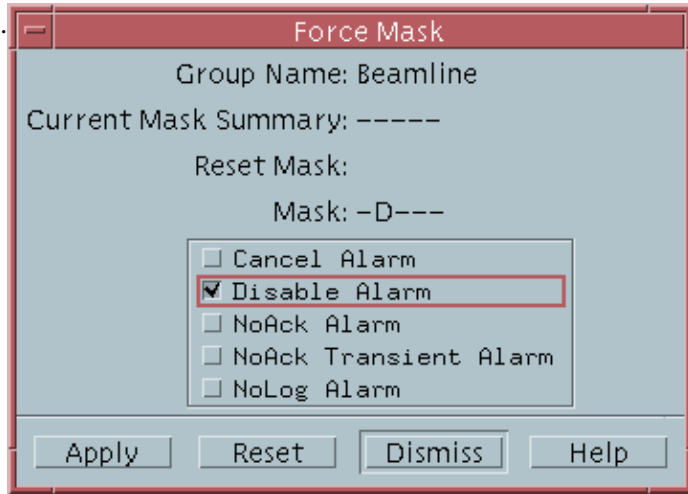 Force Mask
Group Name: Beamline
Current Mask Summary: -----
Reset Mask:
Mask: -D---
Cancel Alarm
Disable Alarm
NoAck Alarm
NoAck Transient Alarm
NoLog Alarm
Apply Reset Dismiss Help